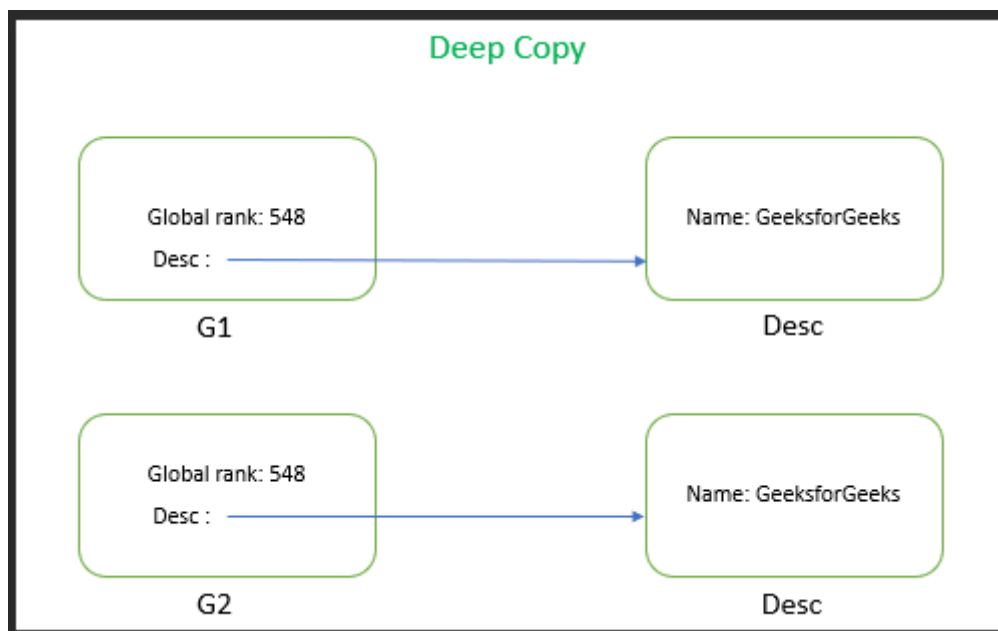 Deep Copy
Global rank: 548
Desc :
G1
Name: GeeksforGeeks
Desc
Global rank: 548
Desc :
G2
Name: GeeksforGeeks
Desc